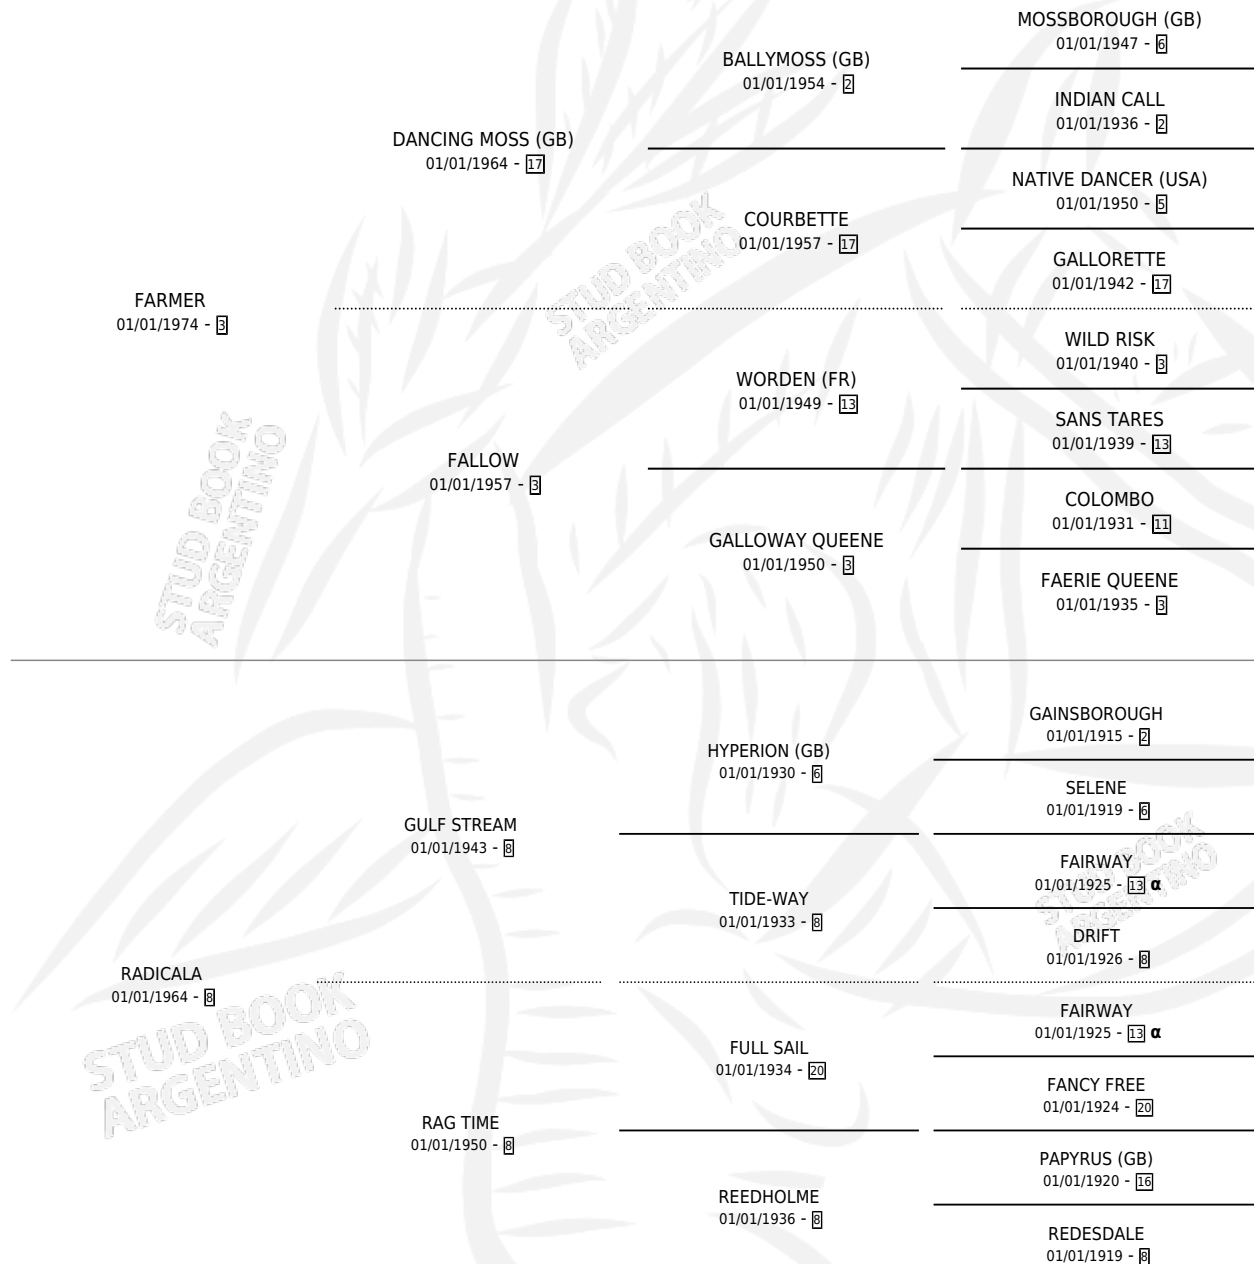 MOSSBOROUGH (GB)
01/01/1947 - 6
BALLYMOSS (GB)
01/01/1954 - 2
INDIAN CALL
01/01/1936 - 2
DANCING MOSS (GB)
01/01/1964 - 17
NATIVE DANCER (USA)
01/01/1950 - 5
COURBETTE
01/01/1957 - 17
GALLORETTE
01/01/1942 - 17
FARMER
01/01/1974 - 3
WILD RISK
01/01/1940 - 3
WORDEN (FR)
01/01/1949 - 13
SANS TARES
01/01/1939 - 13
FALLOW
01/01/1957 - 3
COLOMBO
01/01/1931 - 11
GALLOWAY QUEENE
01/01/1950 - 3
FAERIE QUEENE
01/01/1935 - 3
STUD BOOK
ARGENTINO
STUD BOOK
ARGENTINO
GAINSBOROUGH
01/01/1915 - 2
HYPERION (GB)
01/01/1930 - 6
SELENE
01/01/1919 - 6
GULF STREAM
01/01/1943 - 8
FAIRWAY
01/01/1925 - 13 α
TIDE-WAY
01/01/1933 - 8
DRIFT
01/01/1926 - 8
STUD BOOK
ARGENTINO
RADICALA
01/01/1964 - 8
FAIRWAY
01/01/1925 - 13 α
FULL SAIL
01/01/1934 - 20
FANCY FREE
01/01/1924 - 20
STUD BOOK
ARGENTINO
RAG TIME
01/01/1950 - 8
PAPYRUS (GB)
01/01/1920 - 16
REEDHOLME
01/01/1936 - 8
REDESDALE
01/01/1919 - 8